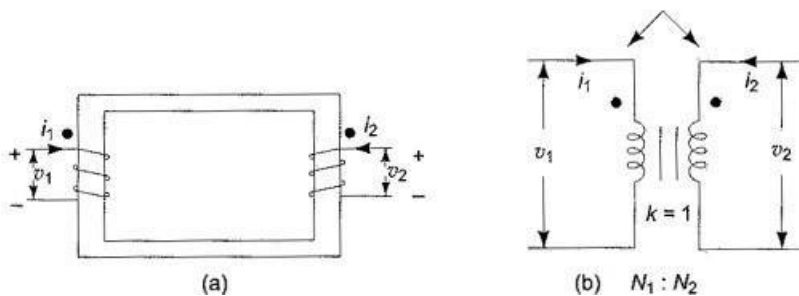 i₁
i₂
+
+
v₁
v₂
−
−
(a)
i₁
i₂
v₁
v₂
k = 1
(b) N₁ : N₂